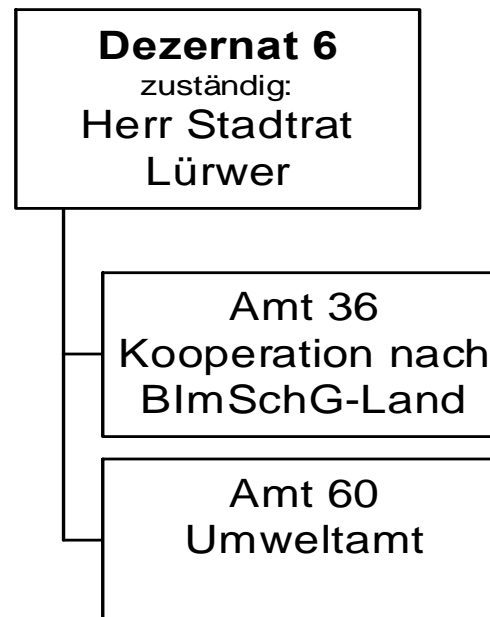 Dezernat 6
zuständig:
Herr Stadtrat
Lürwer
Amt 36
Kooperation nach
BImSchG-Land
Amt 60
Umweltamt